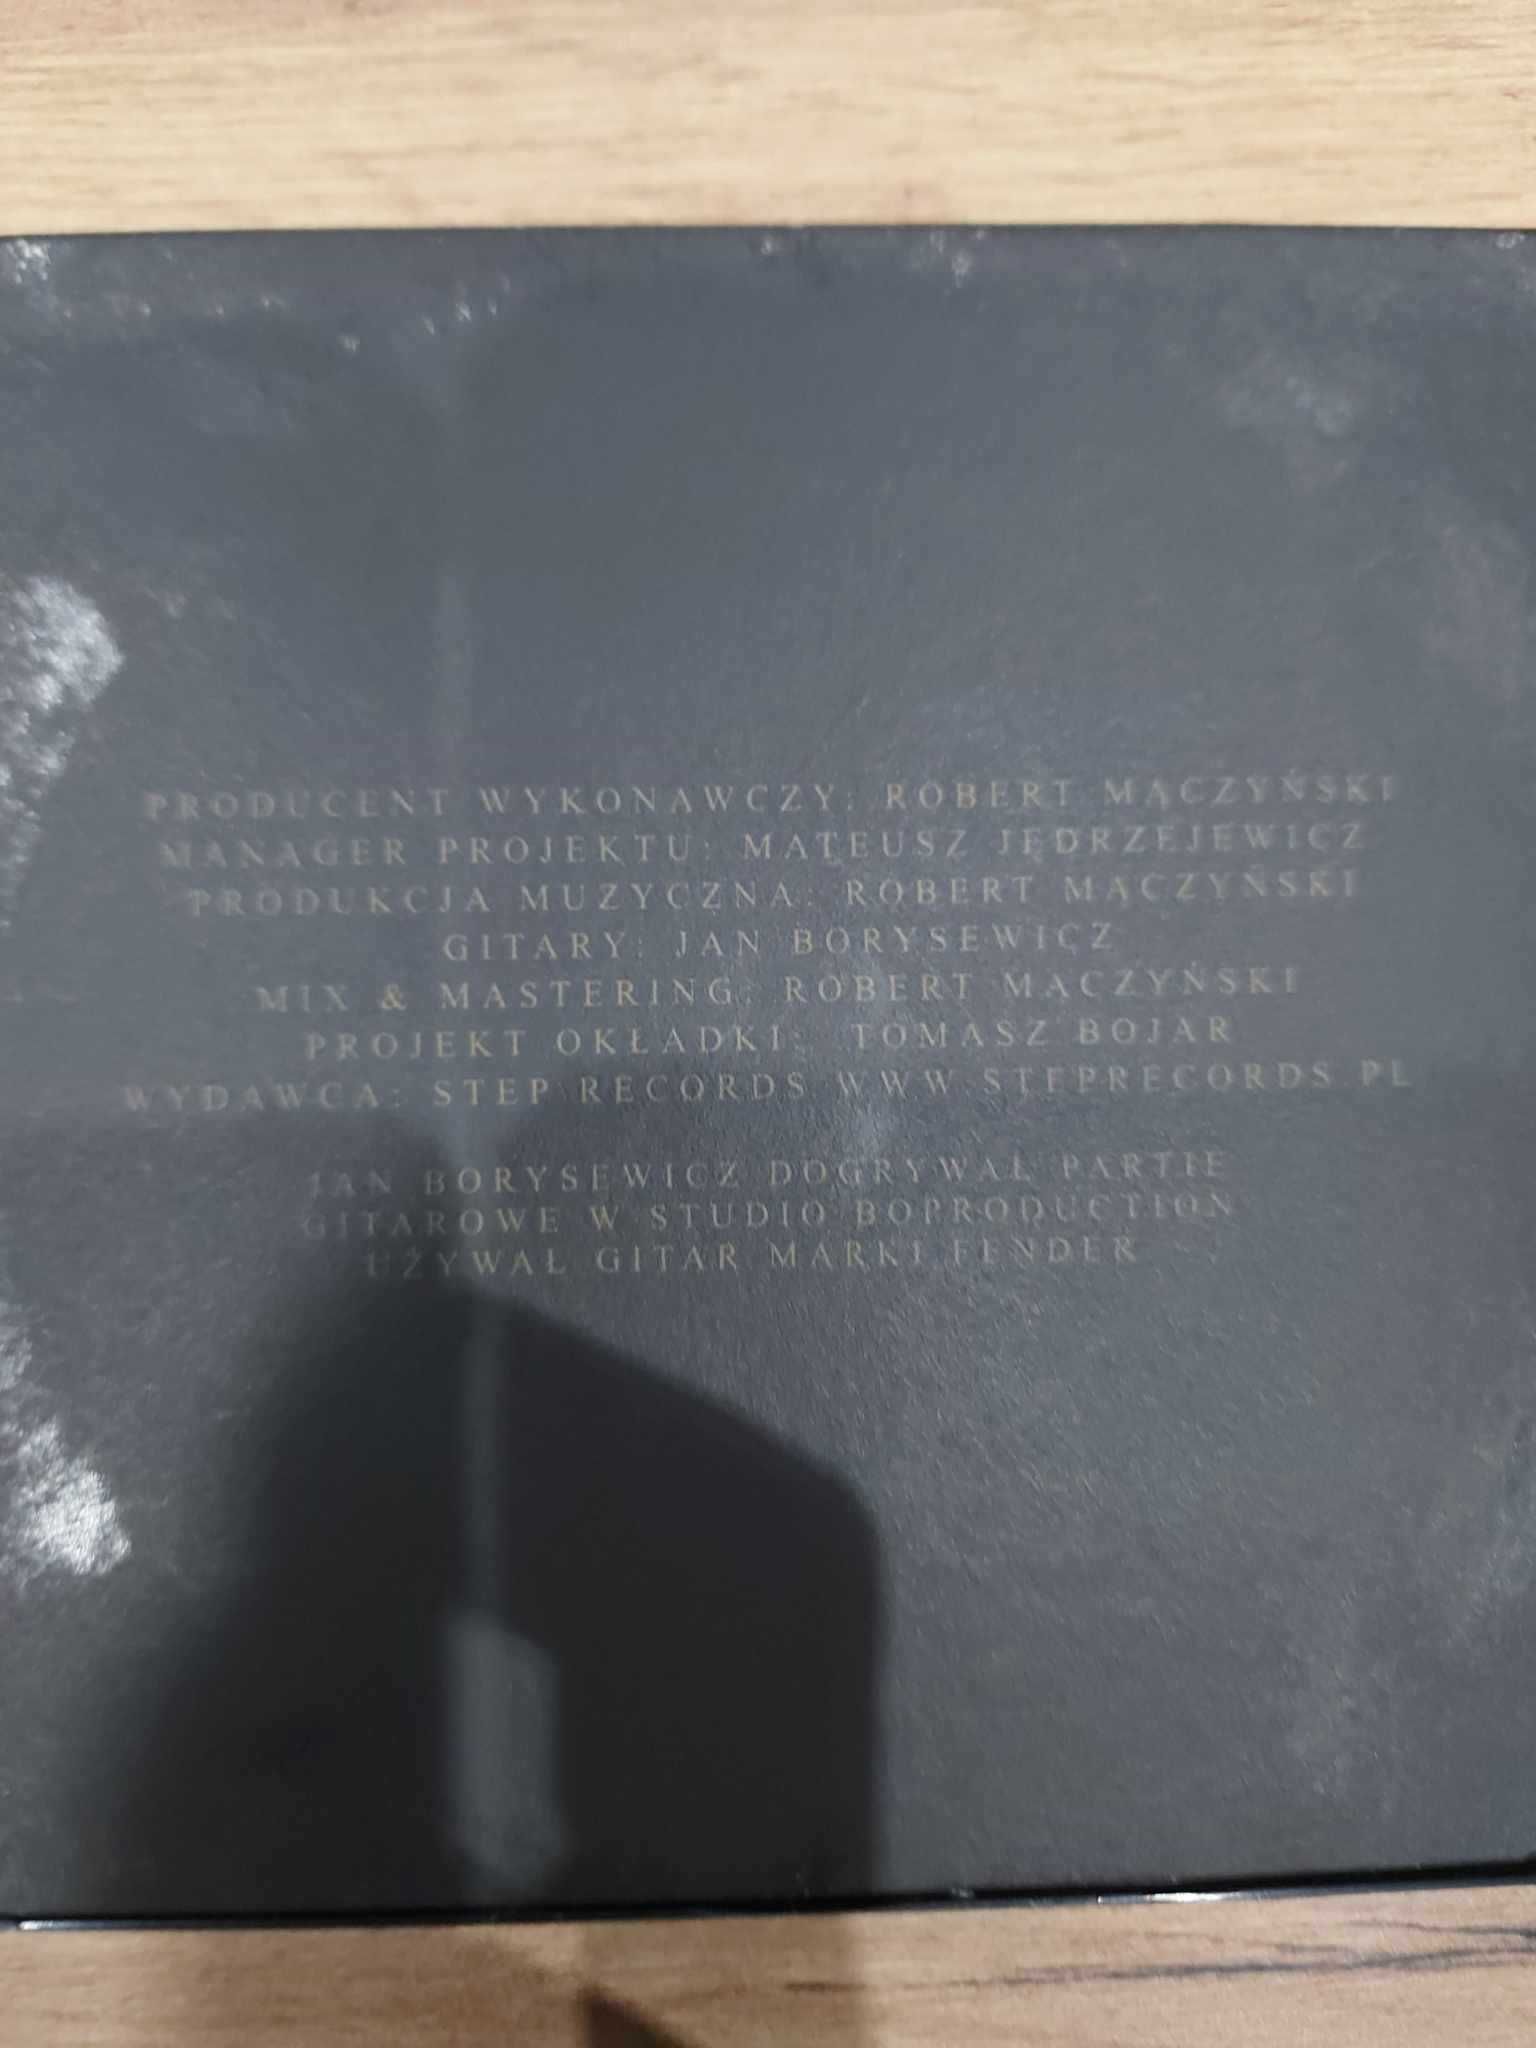 PRODUCENT WYKONAWCZY: ROBERT MĄCZYŃSKI
MANAGER PROJEKTU: MATEUSZ JĘDRZEJEWICZ
PRODUKCJA MUZYCZNA: ROBERT MĄCZYŃSKI
GITARY: JAN BORYSEWICZ
MIX & MASTERING: ROBERT MĄCZYŃSKI
PROJEKT OKŁADKI: TOMASZ BOJAR
WYDAWCA: STEP RECORDS WWW.STEPRECORDS.PL
JAN BORYSEWICZ DOGRYWAŁ PARTIE
GITAROWE W STUDIO BOPRODUCTION
UŻYWAŁ GITAR MARKI FENDER